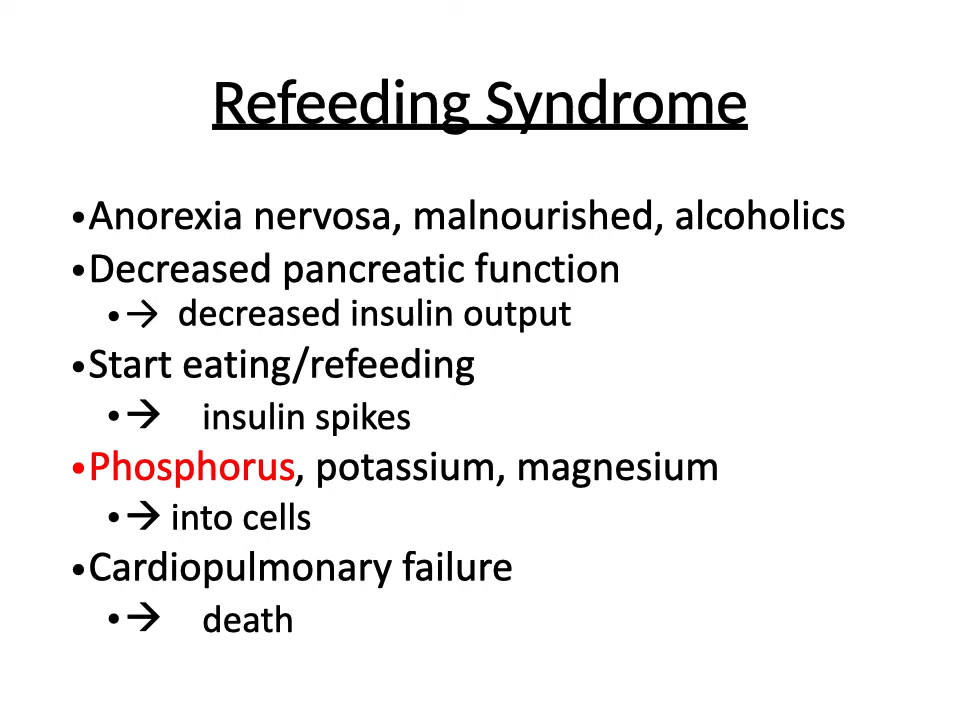 Refeeding Syndrome
•Anorexia nervosa, malnourished, alcoholics
•Decreased pancreatic function
•→ decreased insulin output
•Start eating/refeeding
•→ insulin spikes
•Phosphorus, potassium, magnesium
•→ into cells
•Cardiopulmonary failure
•→ death